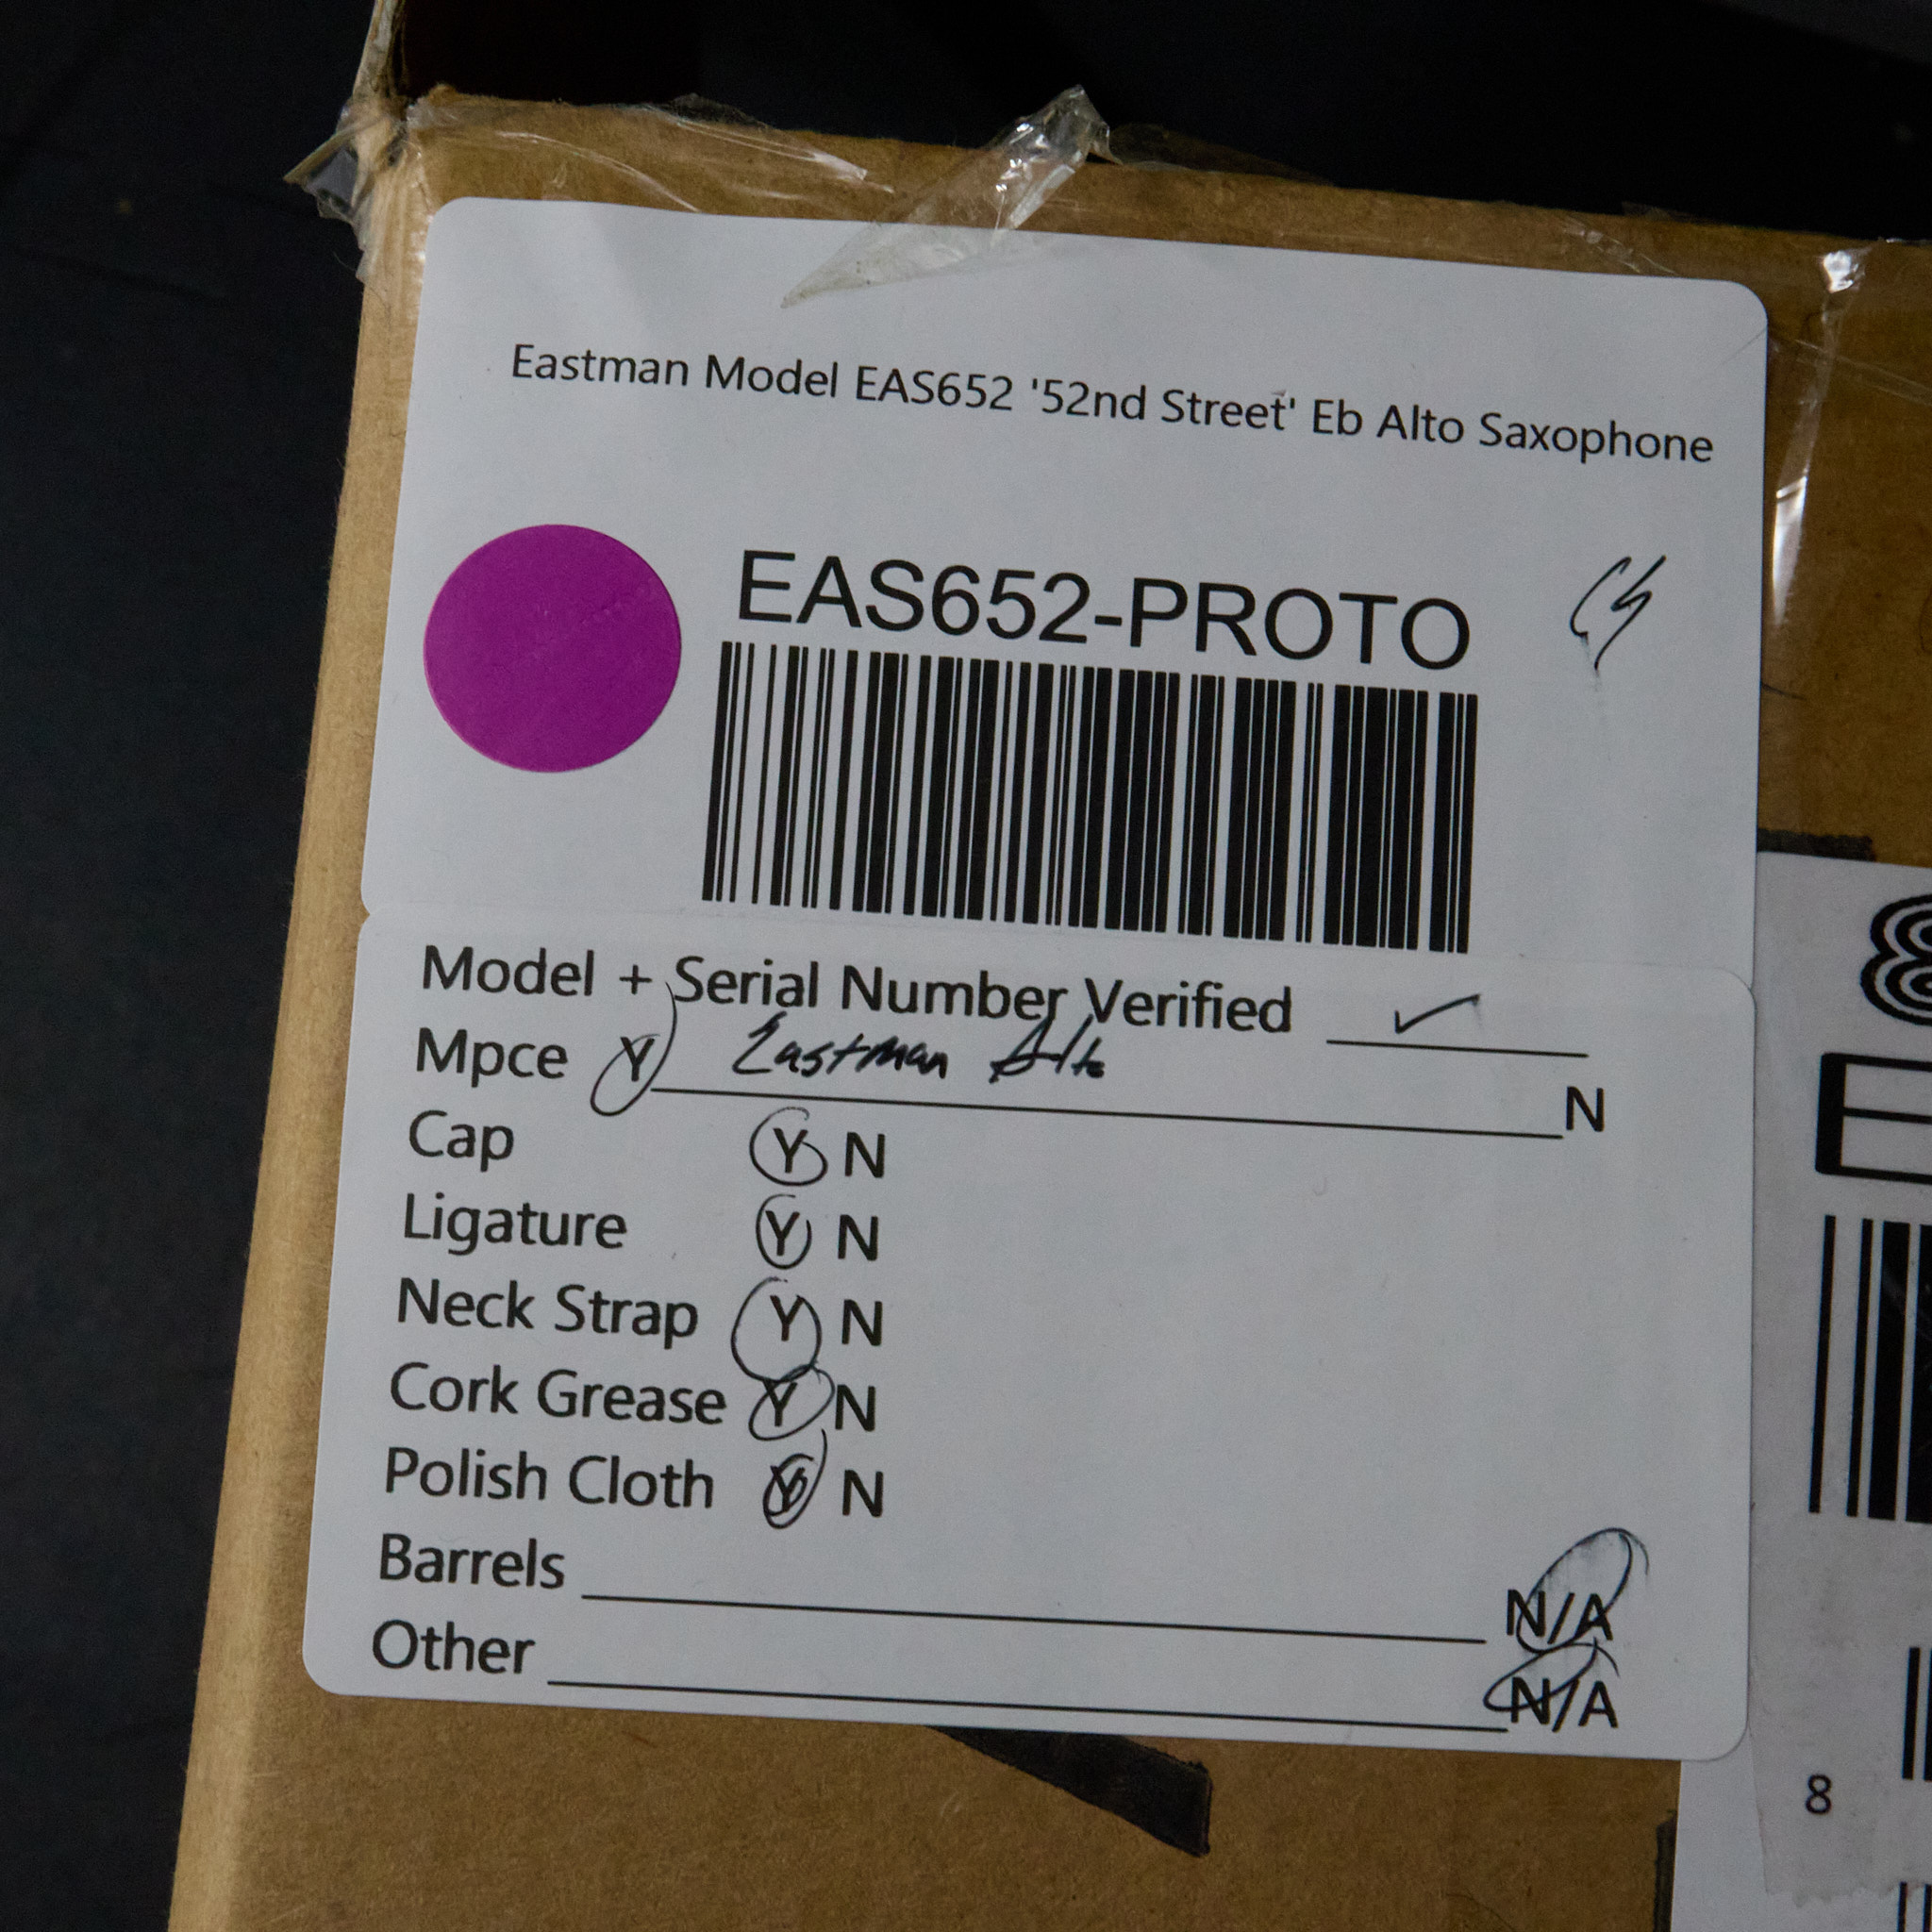 Eastman Model EAS652 '52nd Street' Eb Alto Saxophone
EAS652-PROTO
Model + Serial Number Verified ✓
Mpce Y Eastman Alto N
Cap Y N
Ligature Y N
Neck Strap Y N
Cork Grease Y N
Polish Cloth Y N
Barrels N/A
Other N/A
8
8